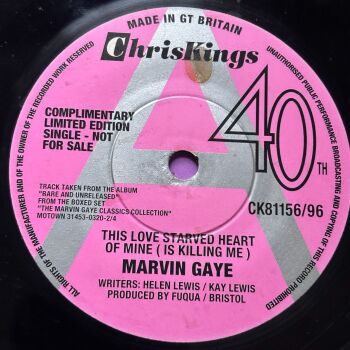 MADE IN GT BRITAIN
ChrisKings
COMPLIMENTARY
LIMITED EDITION
SINGLE - NOT
FOR SALE
40TH
TRACK TAKEN FROM THE ALBUM
"RARE AND UNRELEASED"
FROM THE BOXED SET
"THE MARVIN GAYE CLASSICS COLLECTION"
MOTOWN 31453-0320-2/4
CK81156/96
THIS LOVE STARVED HEART
OF MINE ( IS KILLING ME )
MARVIN GAYE
WRITERS: HELEN LEWIS / KAY LEWIS
PRODUCED BY FUQUA / BRISTOL
ALL RIGHTS OF THE MANUFACTURER AND OF THE OWNER OF THE RECORDED WORK RESERVED
UNAUTHORISED PUBLIC PERFORMANCE BROADCASTING AND COPYING OF THIS RECORD PROHIBITED